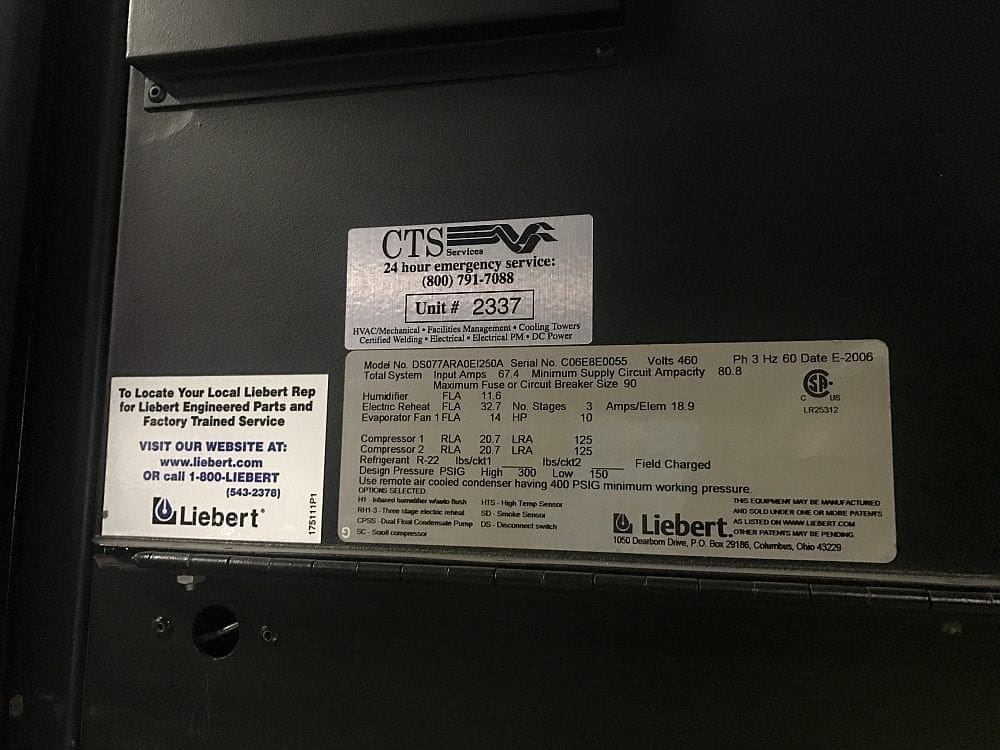 CTS
Services
24 hour emergency service:
(800) 791-7088
Unit # 2337
HVAC/Mechanical • Facilities Management • Cooling Towers
Certified Welding • Electrical • Electrical PM • DC Power
To Locate Your Local Liebert Rep
for Liebert Engineered Parts and
Factory Trained Service
VISIT OUR WEBSITE AT:
www.liebert.com
OR call 1-800-LIEBERT
(543-2378)
Liebert®
175111P1
Model No. DS077ARA0EI250A Serial No. C06E8E0055 Volts 460 Ph 3 Hz 60 Date E-2006
Total System Input Amps 67.4 Minimum Supply Circuit Ampacity 80.8
Maximum Fuse or Circuit Breaker Size 90
Humidifier FLA 11.6
Electric Reheat FLA 32.7 No. Stages 3 Amps/Elem 18.9
Evaporator Fan 1 FLA 14 HP 10
Compressor 1 RLA 20.7 LRA 125
Compressor 2 RLA 20.7 LRA 125
Refrigerant R-22 lbs/ckt1 lbs/ckt2 Field Charged
Design Pressure PSIG High 300 Low 150
Use remote air cooled condenser having 400 PSIG minimum working pressure.
OPTIONS SELECTED:
H1 - Infrared humidifier w/auto flush HTS - High Temp Sensor
RH1-3 - Three stage electric reheat SD - Smoke Sensor
CPSS - Dual Float Condensate Pump DS - Disconnect switch
SC - Scroll compressor
C SA US
LR25312
THIS EQUIPMENT MAY BE MANUFACTURED
AND SOLD UNDER ONE OR MORE PATENTS
AS LISTED ON WWW.LIEBERT.COM
OTHER PATENTS MAY BE PENDING.
Liebert.
1050 Dearborn Drive, P.O. Box 29186, Columbus, Ohio 43229